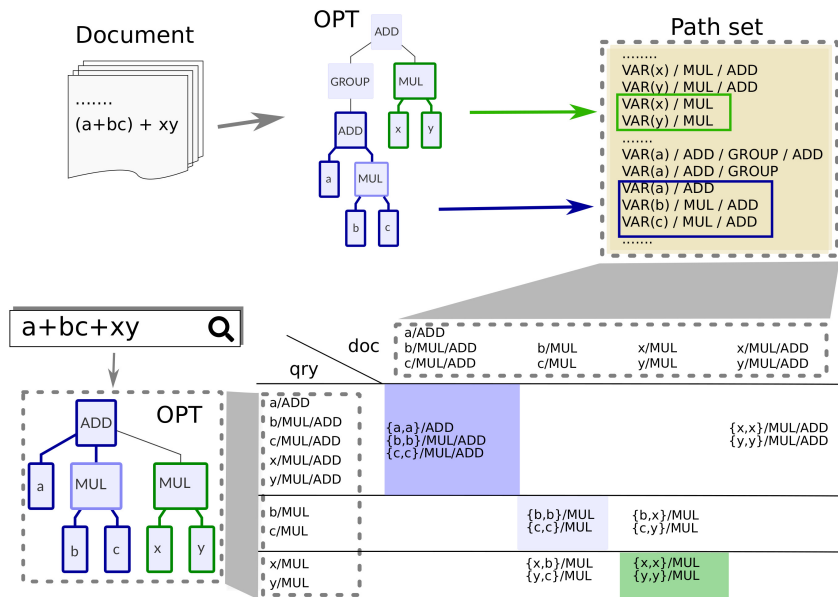 Document
.......
(a+bc) + xy
OPT
ADD
GROUP
MUL
ADD
x
y
a
MUL
b
c
Path set
........
VAR(x) / MUL / ADD
VAR(y) / MUL / ADD
VAR(x) / MUL
VAR(y) / MUL
.......
VAR(a) / ADD / GROUP / ADD
VAR(a) / ADD / GROUP
VAR(a) / ADD
VAR(b) / MUL / ADD
VAR(c) / MUL / ADD
.......
a+bc+xy
OPT
ADD
a
MUL
MUL
b
c
x
y
doc
qry
a/ADD
b/MUL/ADD b/MUL x/MUL x/MUL/ADD
c/MUL/ADD c/MUL y/MUL y/MUL/ADD
a/ADD
b/MUL/ADD
c/MUL/ADD
x/MUL/ADD
y/MUL/ADD
{a,a}/ADD
{b,b}/MUL/ADD
{c,c}/MUL/ADD
{x,x}/MUL/ADD
{y,y}/MUL/ADD
b/MUL
c/MUL
{b,b}/MUL
{c,c}/MUL
{b,x}/MUL
{c,y}/MUL
x/MUL
y/MUL
{x,b}/MUL
{y,c}/MUL
{x,x}/MUL
{y,y}/MUL